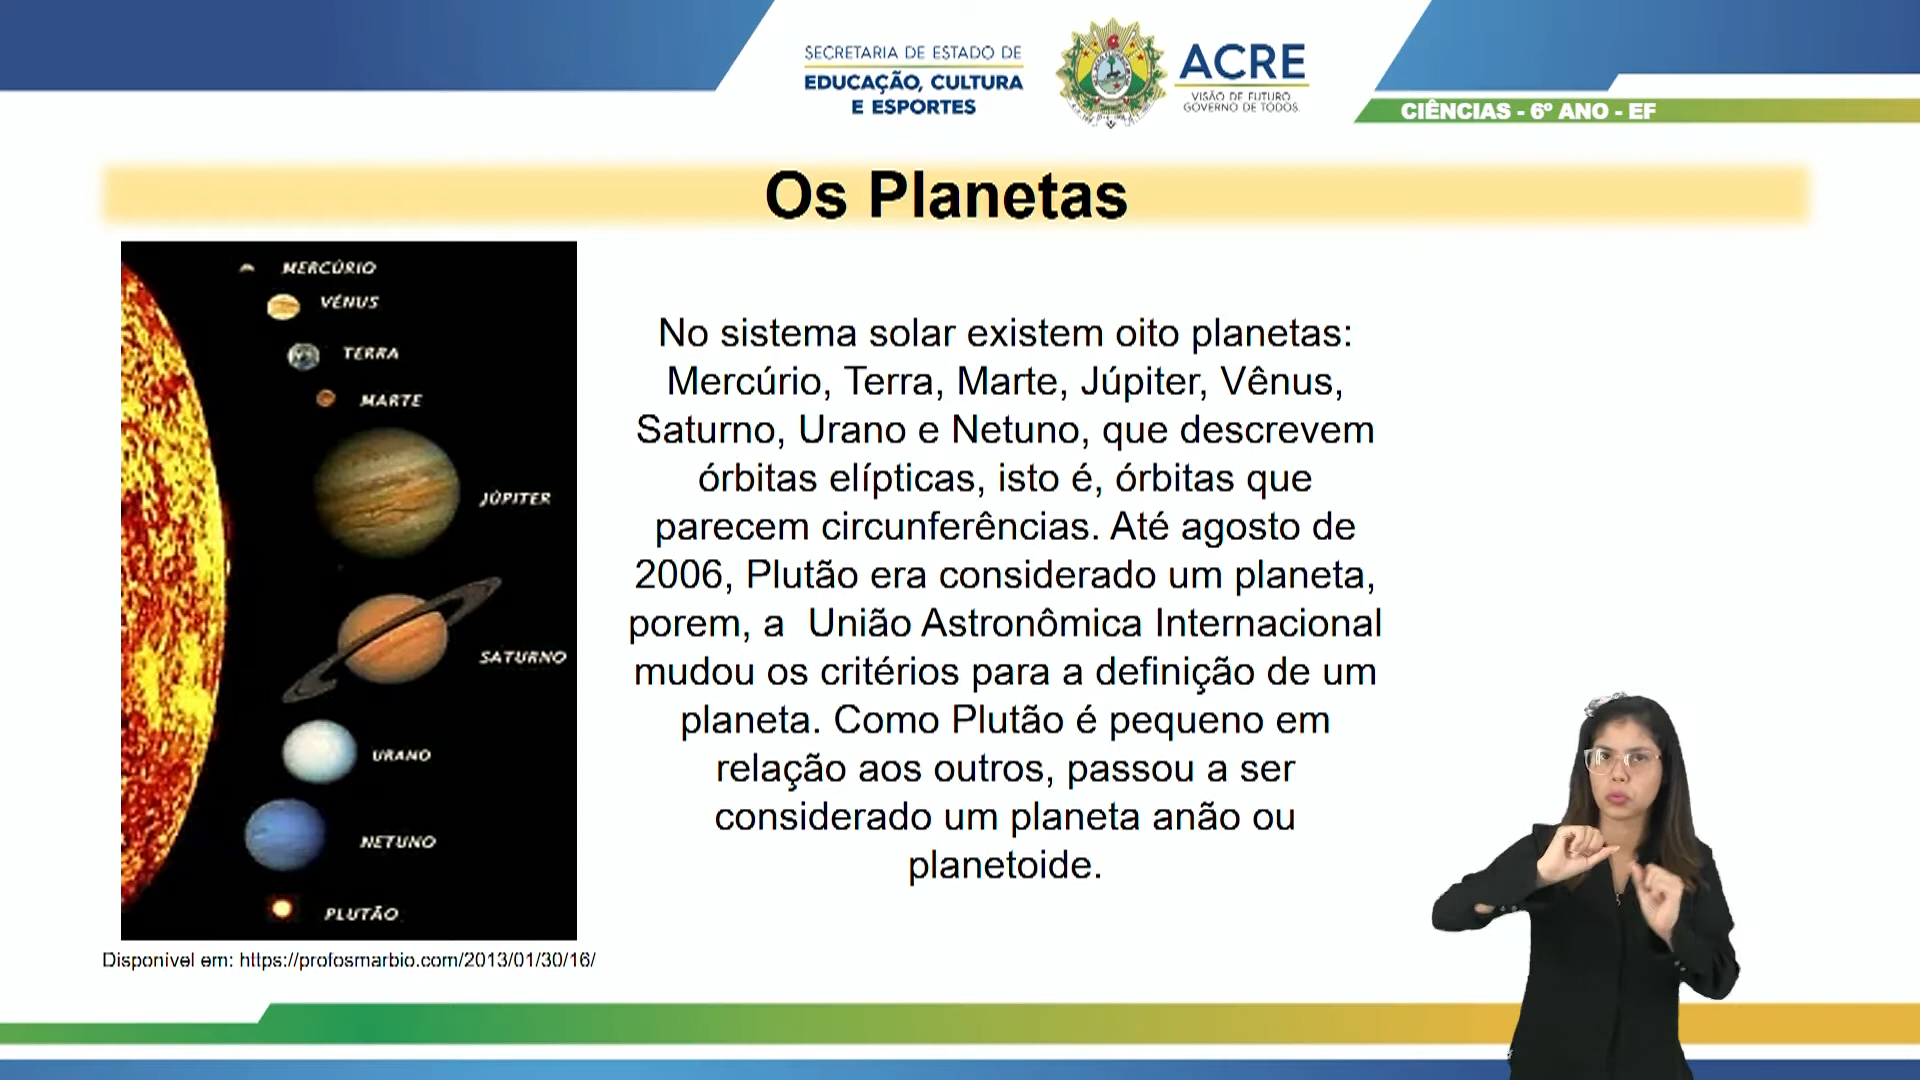 SECRETARIA DE ESTADO DE
EDUCAÇÃO, CULTURA
E ESPORTES
ACRE
VISÃO DE FUTURO
GOVERNO DE TODOS
CIÊNCIAS - 6º ANO - EF
Os Planetas
MERCÚRIO
VÊNUS
TERRA
MARTE
JÚPITER
SATURNO
URANO
NETUNO
PLUTÃO
Disponível em: https://profosmarbio.com/2013/01/30/16/
No sistema solar existem oito planetas:
Mercúrio, Terra, Marte, Júpiter, Vênus,
Saturno, Urano e Netuno, que descrevem
órbitas elípticas, isto é, órbitas que
parecem circunferências. Até agosto de
2006, Plutão era considerado um planeta,
porem, a  União Astronômica Internacional
mudou os critérios para a definição de um
planeta. Como Plutão é pequeno em
relação aos outros, passou a ser
considerado um planeta anão ou
planetoide.